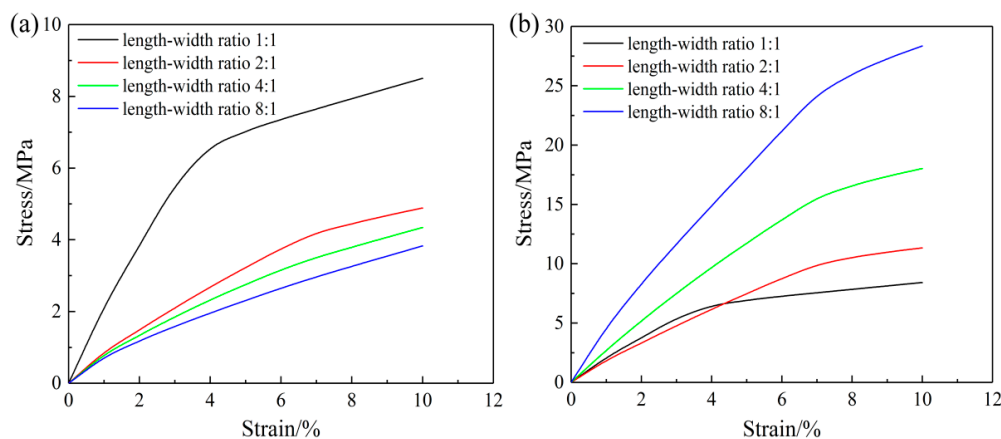 (a)
10
8
6
4
2
0
Stress/MPa
length-width ratio 1:1
length-width ratio 2:1
length-width ratio 4:1
length-width ratio 8:1
0 2 4 6 8 10 12
Strain/%
(b)
30
25
20
15
10
5
0
Stress/MPa
length-width ratio 1:1
length-width ratio 2:1
length-width ratio 4:1
length-width ratio 8:1
0 2 4 6 8 10 12
Strain/%